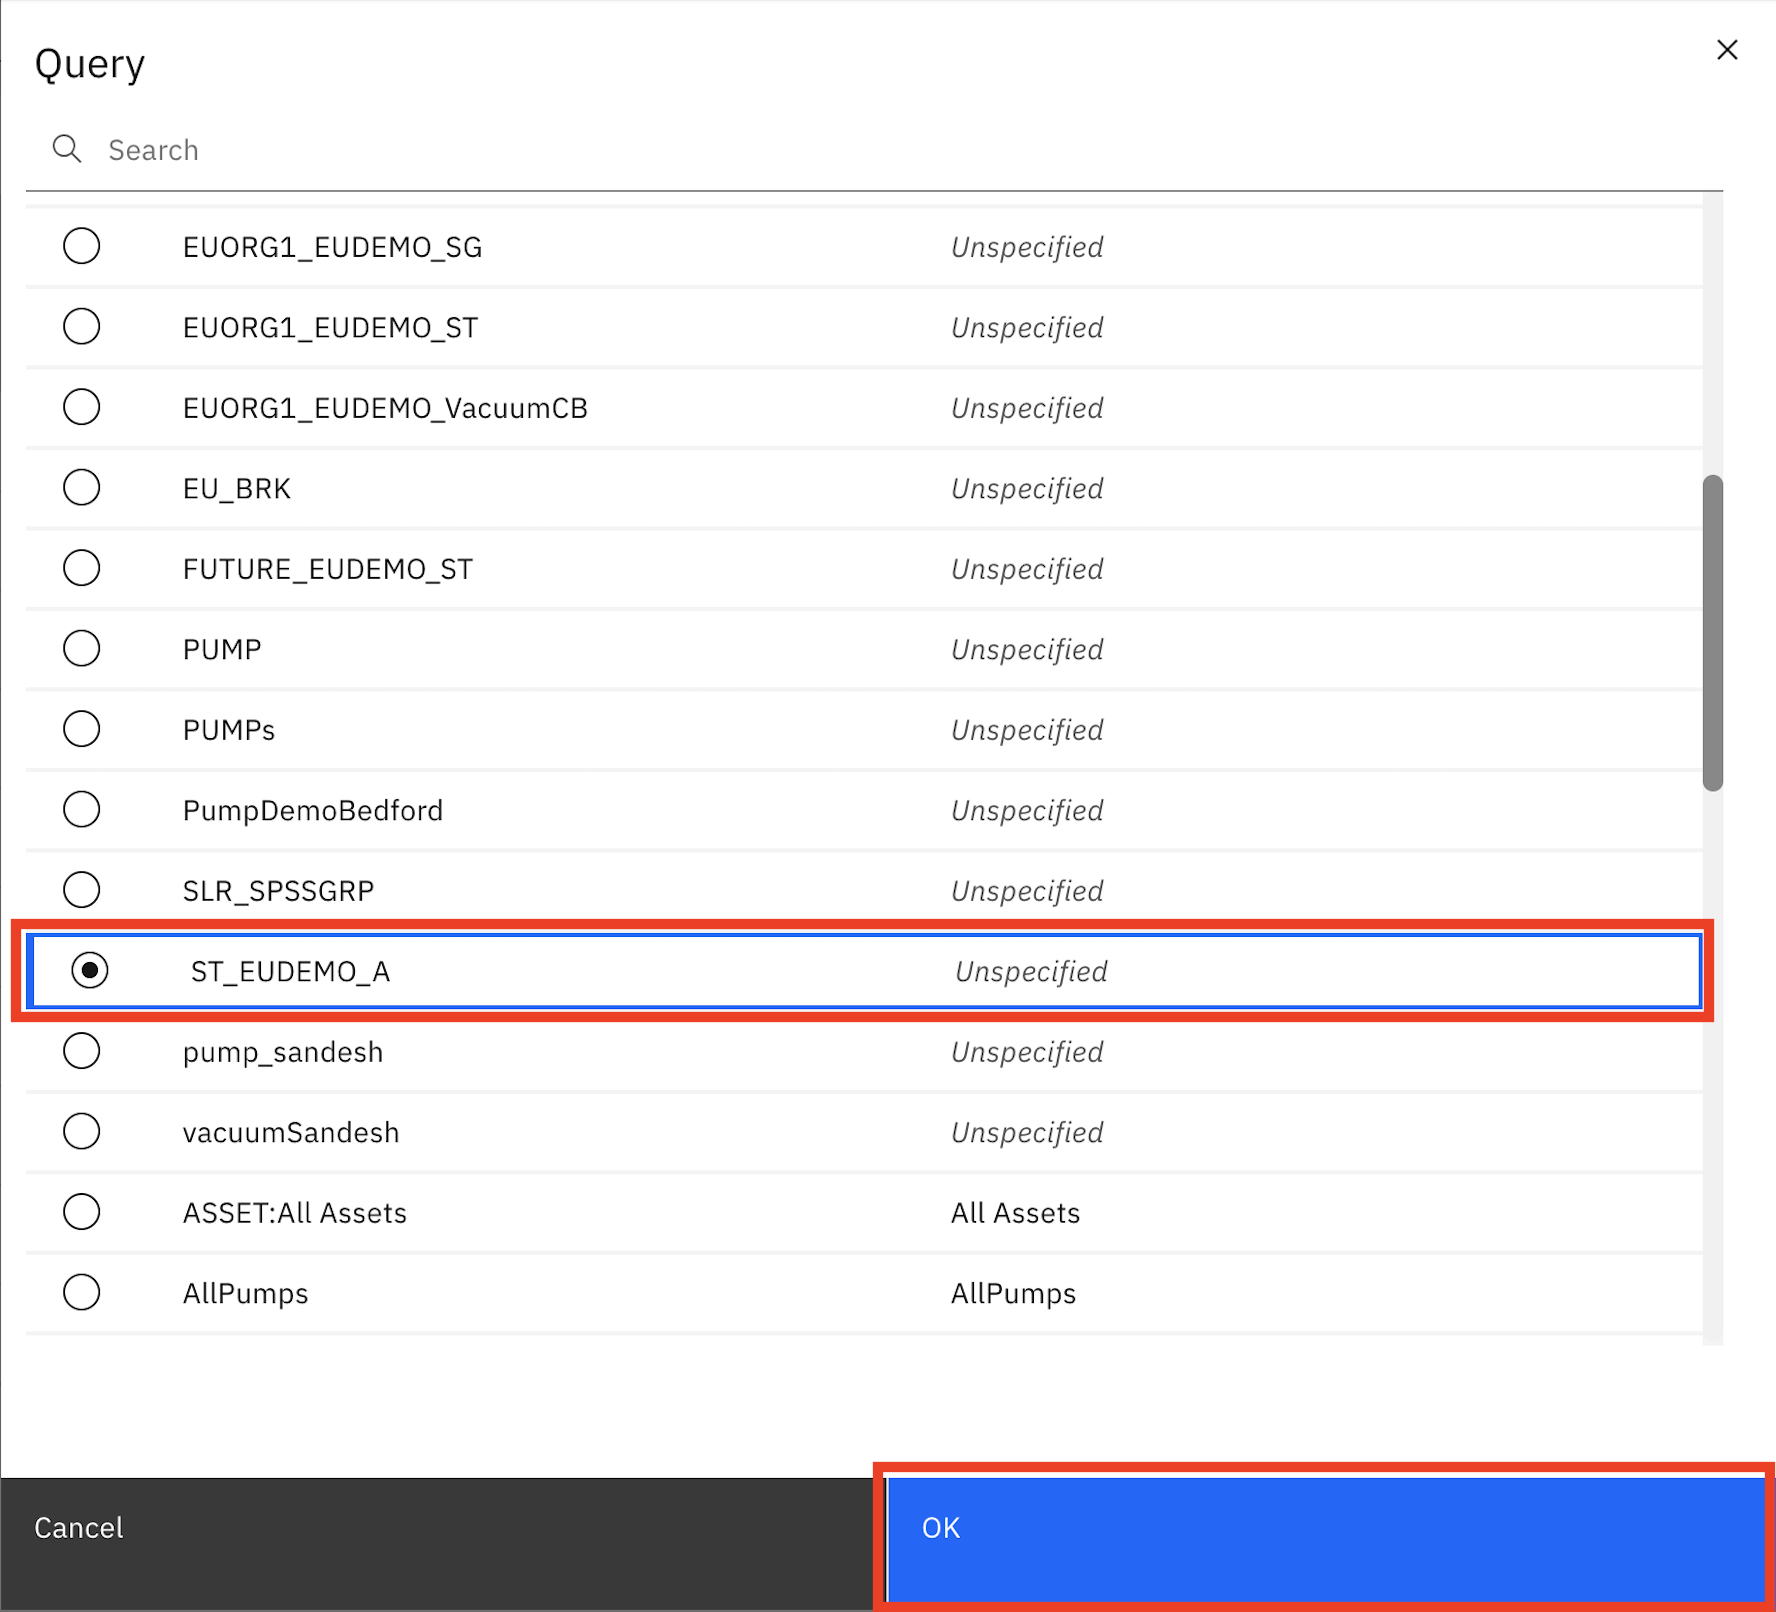 Query
Search
EUORG1_EUDEMO_SG Unspecified
EUORG1_EUDEMO_ST Unspecified
EUORG1_EUDEMO_VacuumCB Unspecified
EU_BRK Unspecified
FUTURE_EUDEMO_ST Unspecified
PUMP Unspecified
PUMPs Unspecified
PumpDemoBedford Unspecified
SLR_SPSSGRP Unspecified
ST_EUDEMO_A Unspecified
pump_sandesh Unspecified
vacuumSandesh Unspecified
ASSET:All Assets All Assets
AllPumps AllPumps
Cancel OK